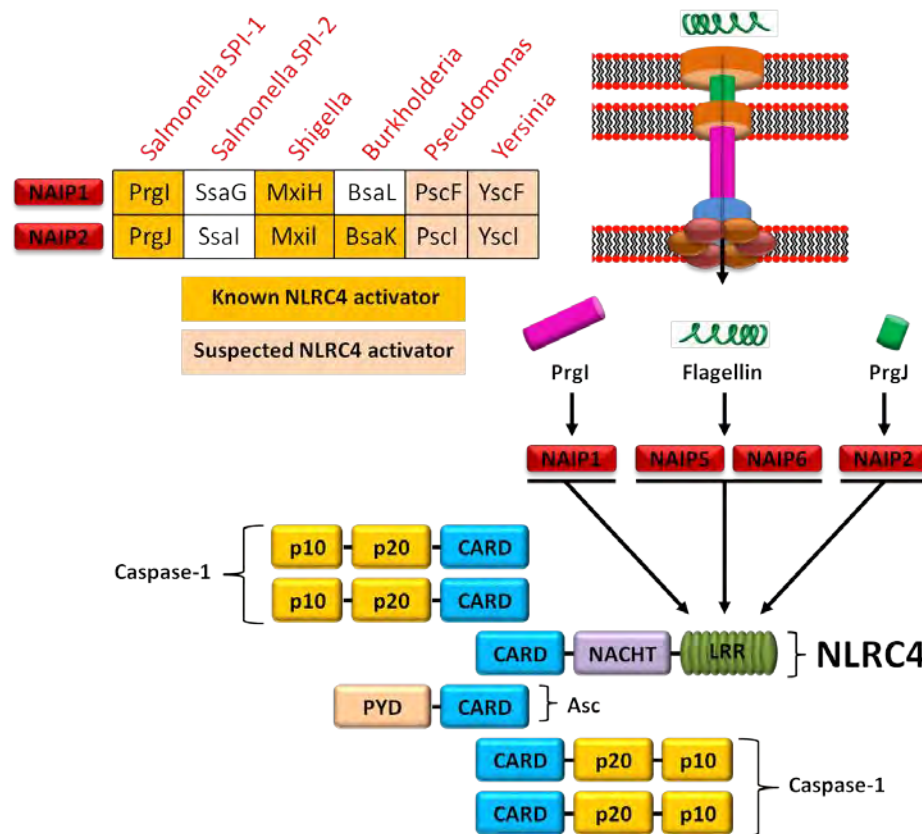 Salmonella SPI-1
Salmonella SPI-2
Shigella
Burkholderia
Pseudomonas
Yersinia
NAIP1 PrgI SsaG MxiH BsaL PscF YscF
NAIP2 PrgJ SsaI MxiI BsaK PscI YscI
Known NLRC4 activator
Suspected NLRC4 activator
PrgI Flagellin PrgJ
NAIP1 NAIP5 NAIP6 NAIP2
p10 p20 CARD
Caspase-1
p10 p20 CARD
CARD NACHT LRR NLRC4
PYD CARD Asc
CARD p20 p10
Caspase-1
CARD p20 p10